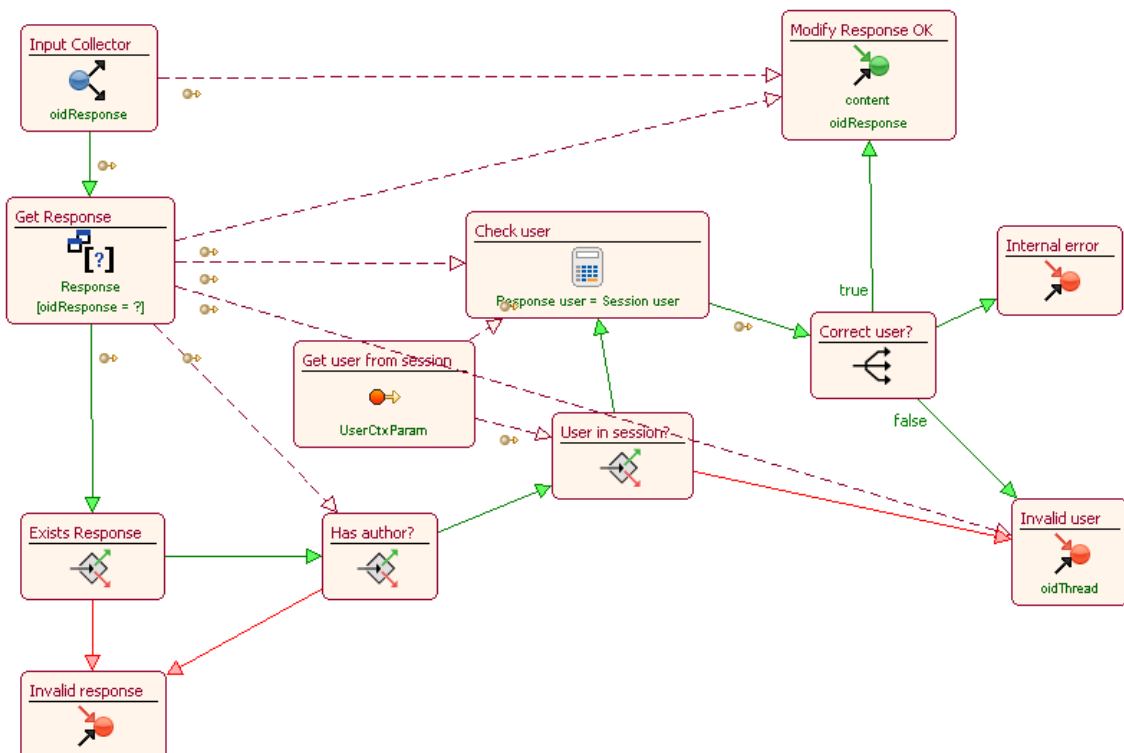 Input Collector
oidResponse
Modify Response OK
content
oidResponse
Get Response
[?]
Response
[oidResponse = ?]
Check user
Response user = Session user
Internal error
true
Correct user?
false
Get user from session
UserCtxParam
User in session?
Exists Response
Has author?
Invalid user
oidThread
Invalid response